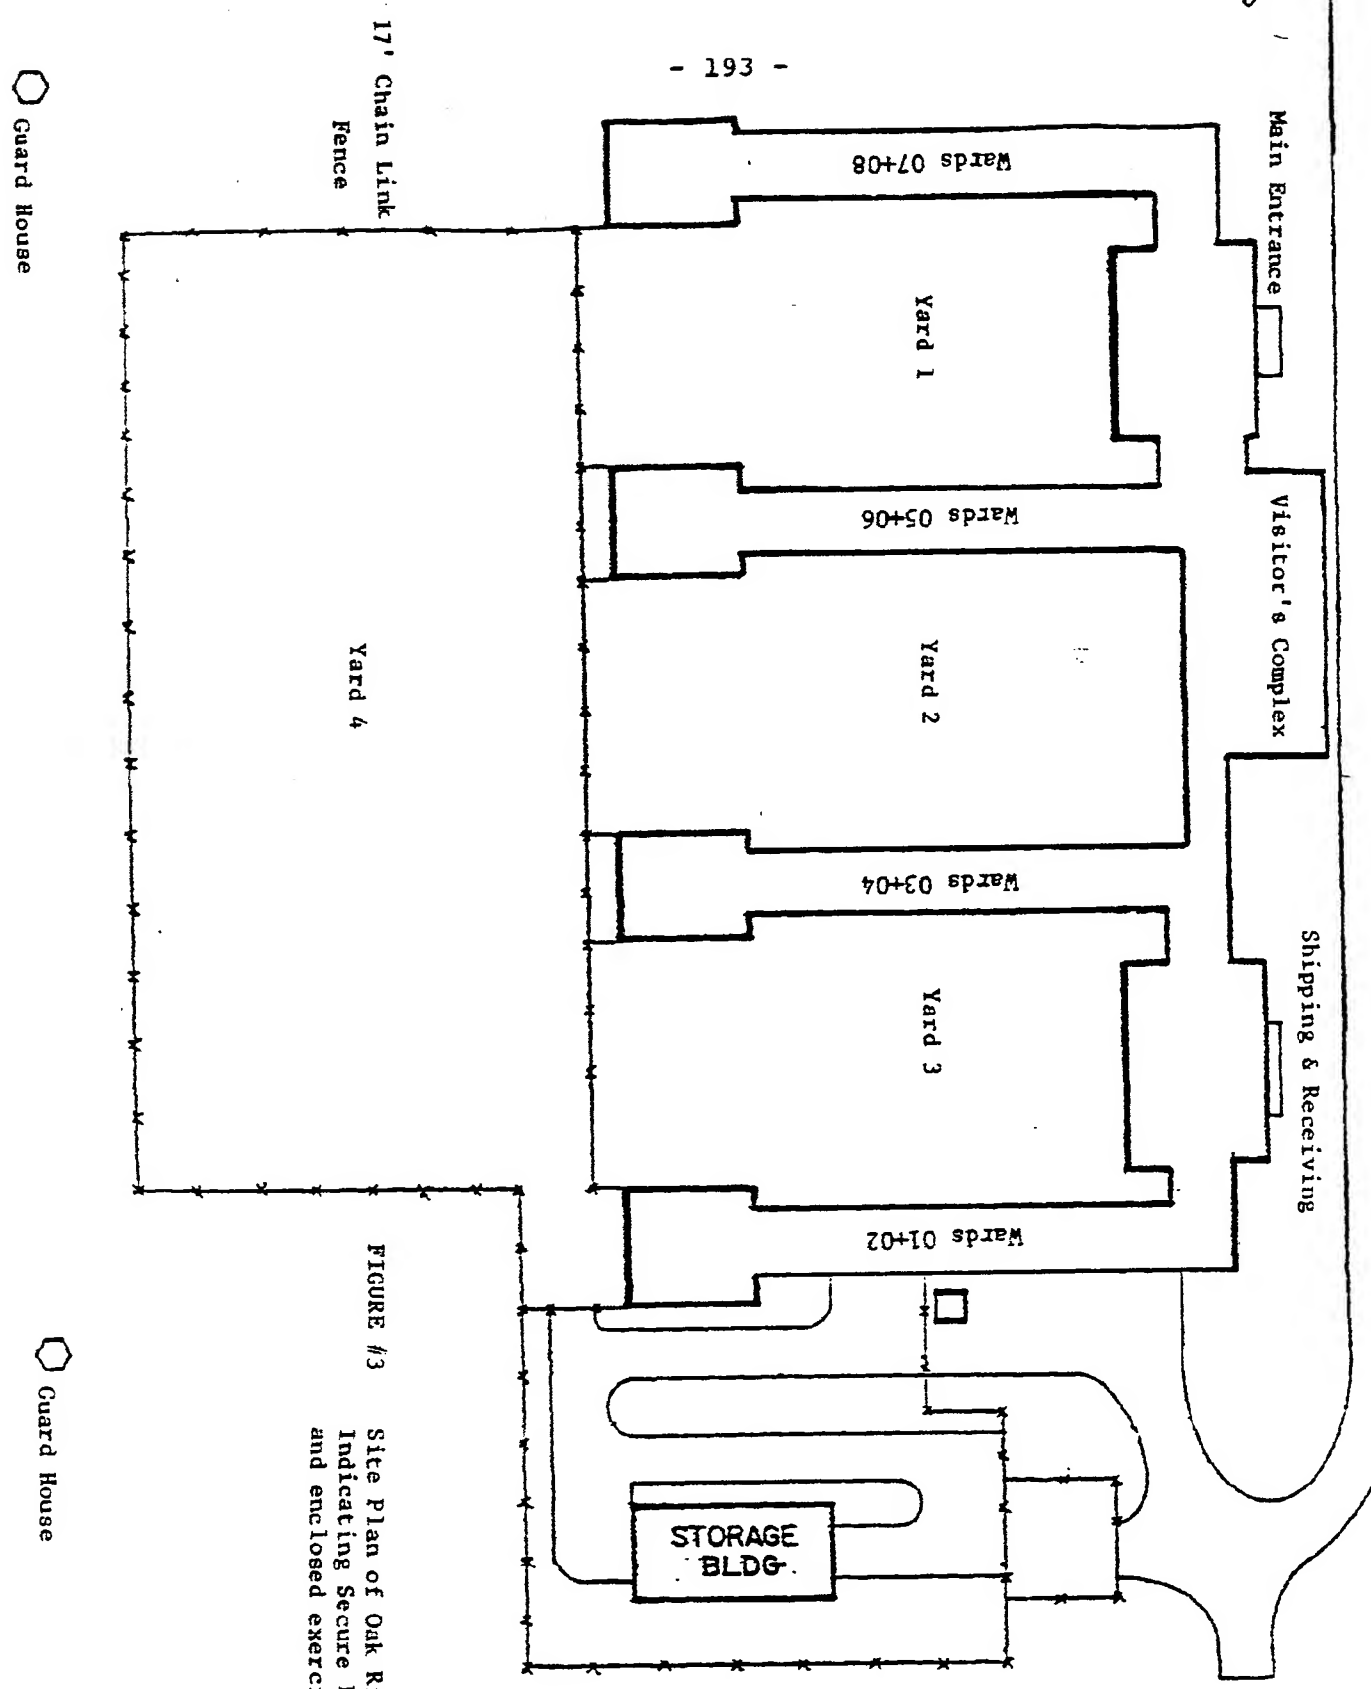 - 193 -
17' Chain Link
Fence
Guard House
Main Entrance
Wards 07+08
Yard 1
Visitor's Complex
Wards 05+06
Yard 2
Yard 4
Wards 03+04
Shipping & Receiving
Yard 3
Wards 01+02
STORAGE
BLDG.
Guard House
FIGURE #3 Site Plan of Oak R
Indicating Secure
and enclosed exerc